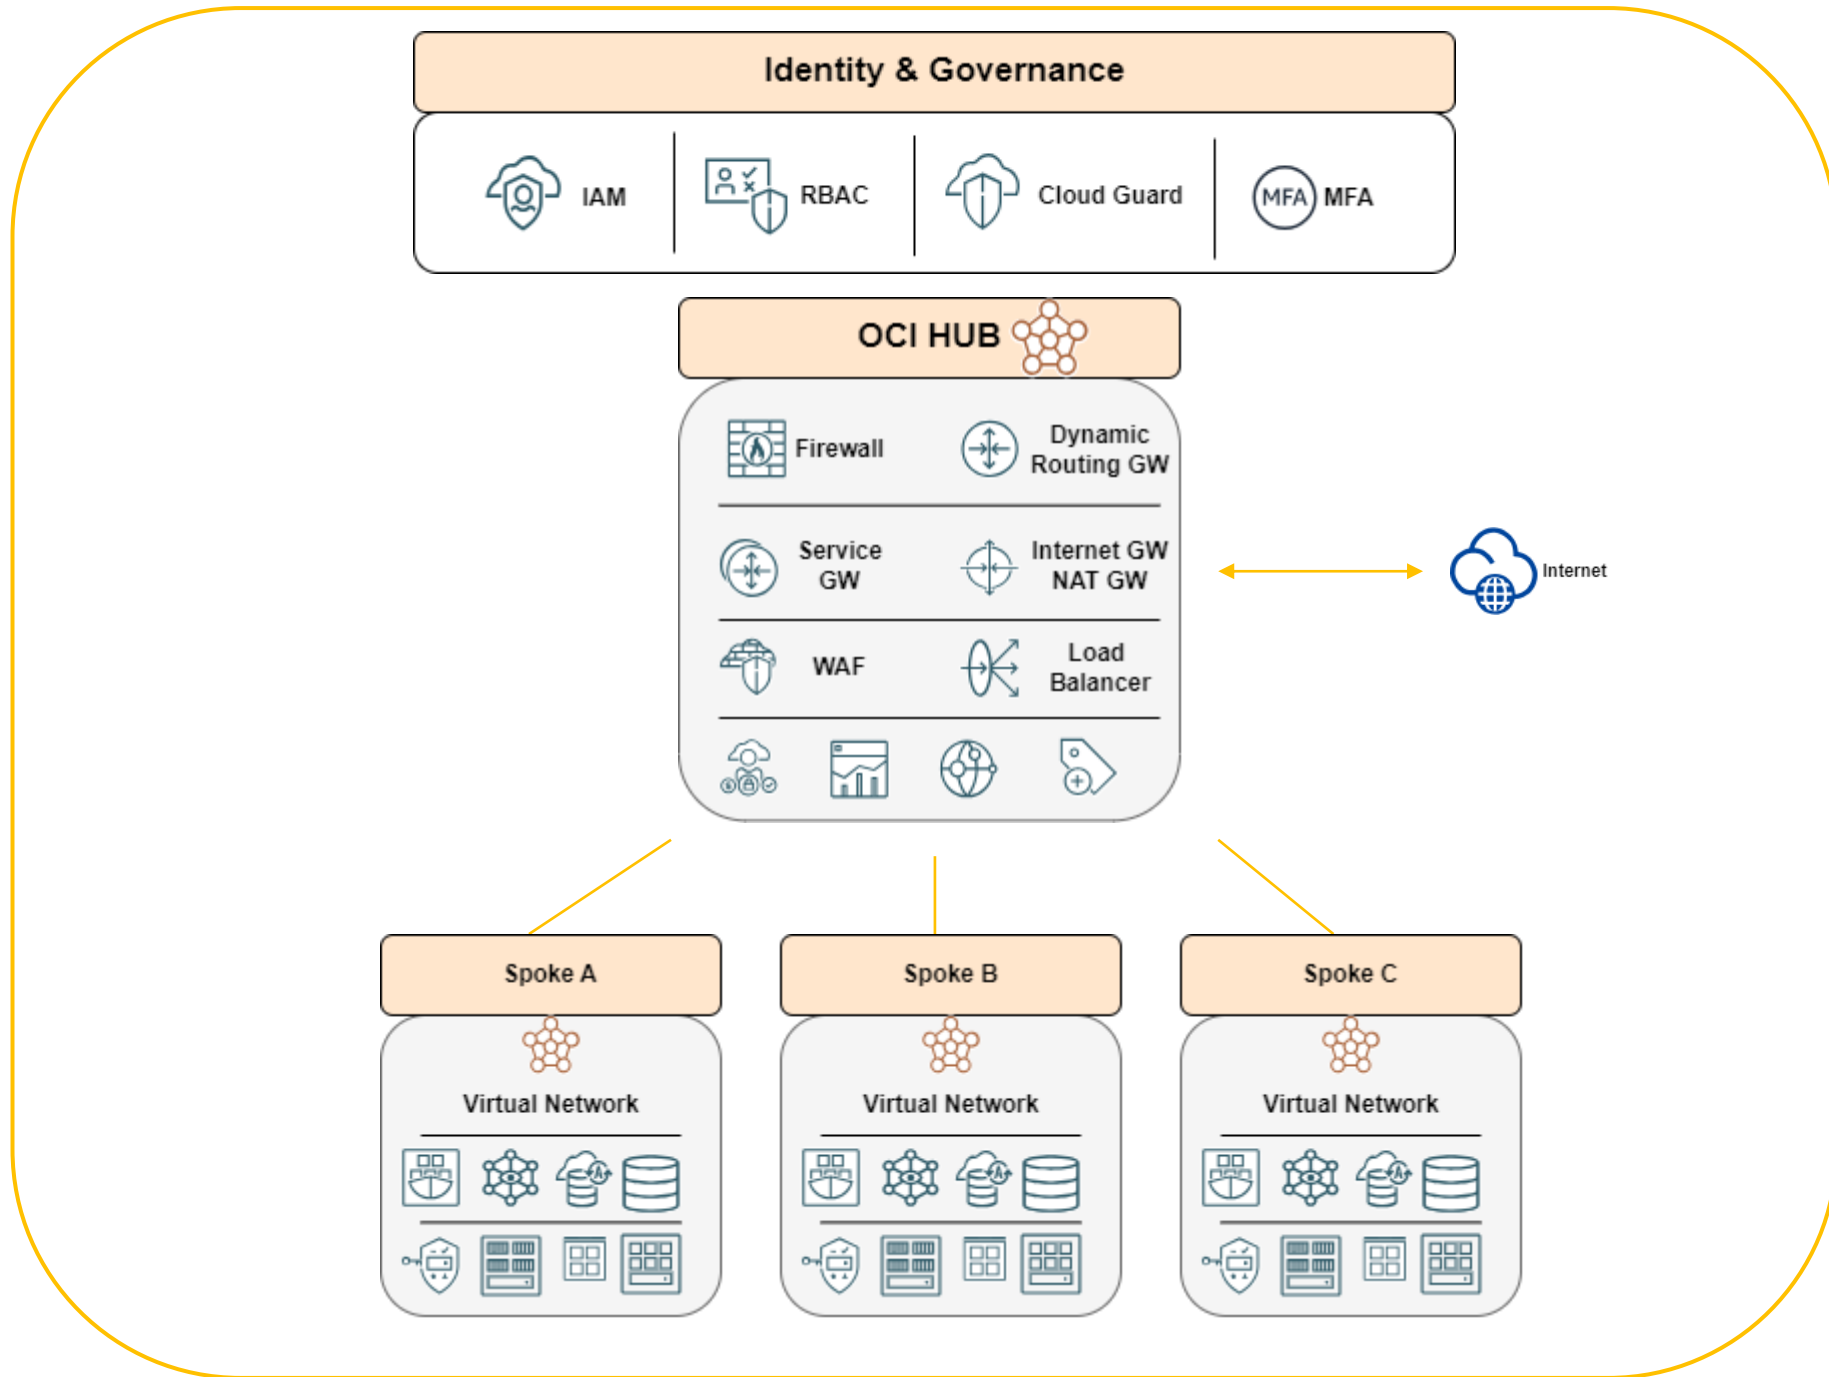 Identity & Governance
IAM
RBAC
Cloud Guard
MFA
MFA
OCI HUB
Firewall
Dynamic
Routing GW
Service
GW
Internet GW
NAT GW
Internet
WAF
Load
Balancer
Spoke A
Spoke B
Spoke C
Virtual Network
Virtual Network
Virtual Network
A
A
A